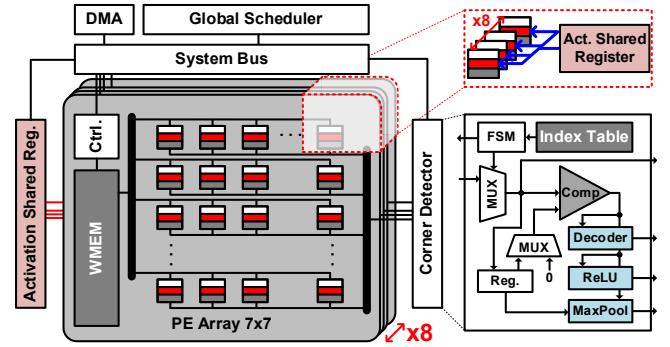 DMA
Global Scheduler
System Bus
x8
Act. Shared
Register
Activation Shared Reg.
Ctrl.
WMEM
PE Array 7x7
x8
Corner Detector
FSM
Index Table
MUX
Comp
MUX
0
Reg.
Decoder
ReLU
MaxPool